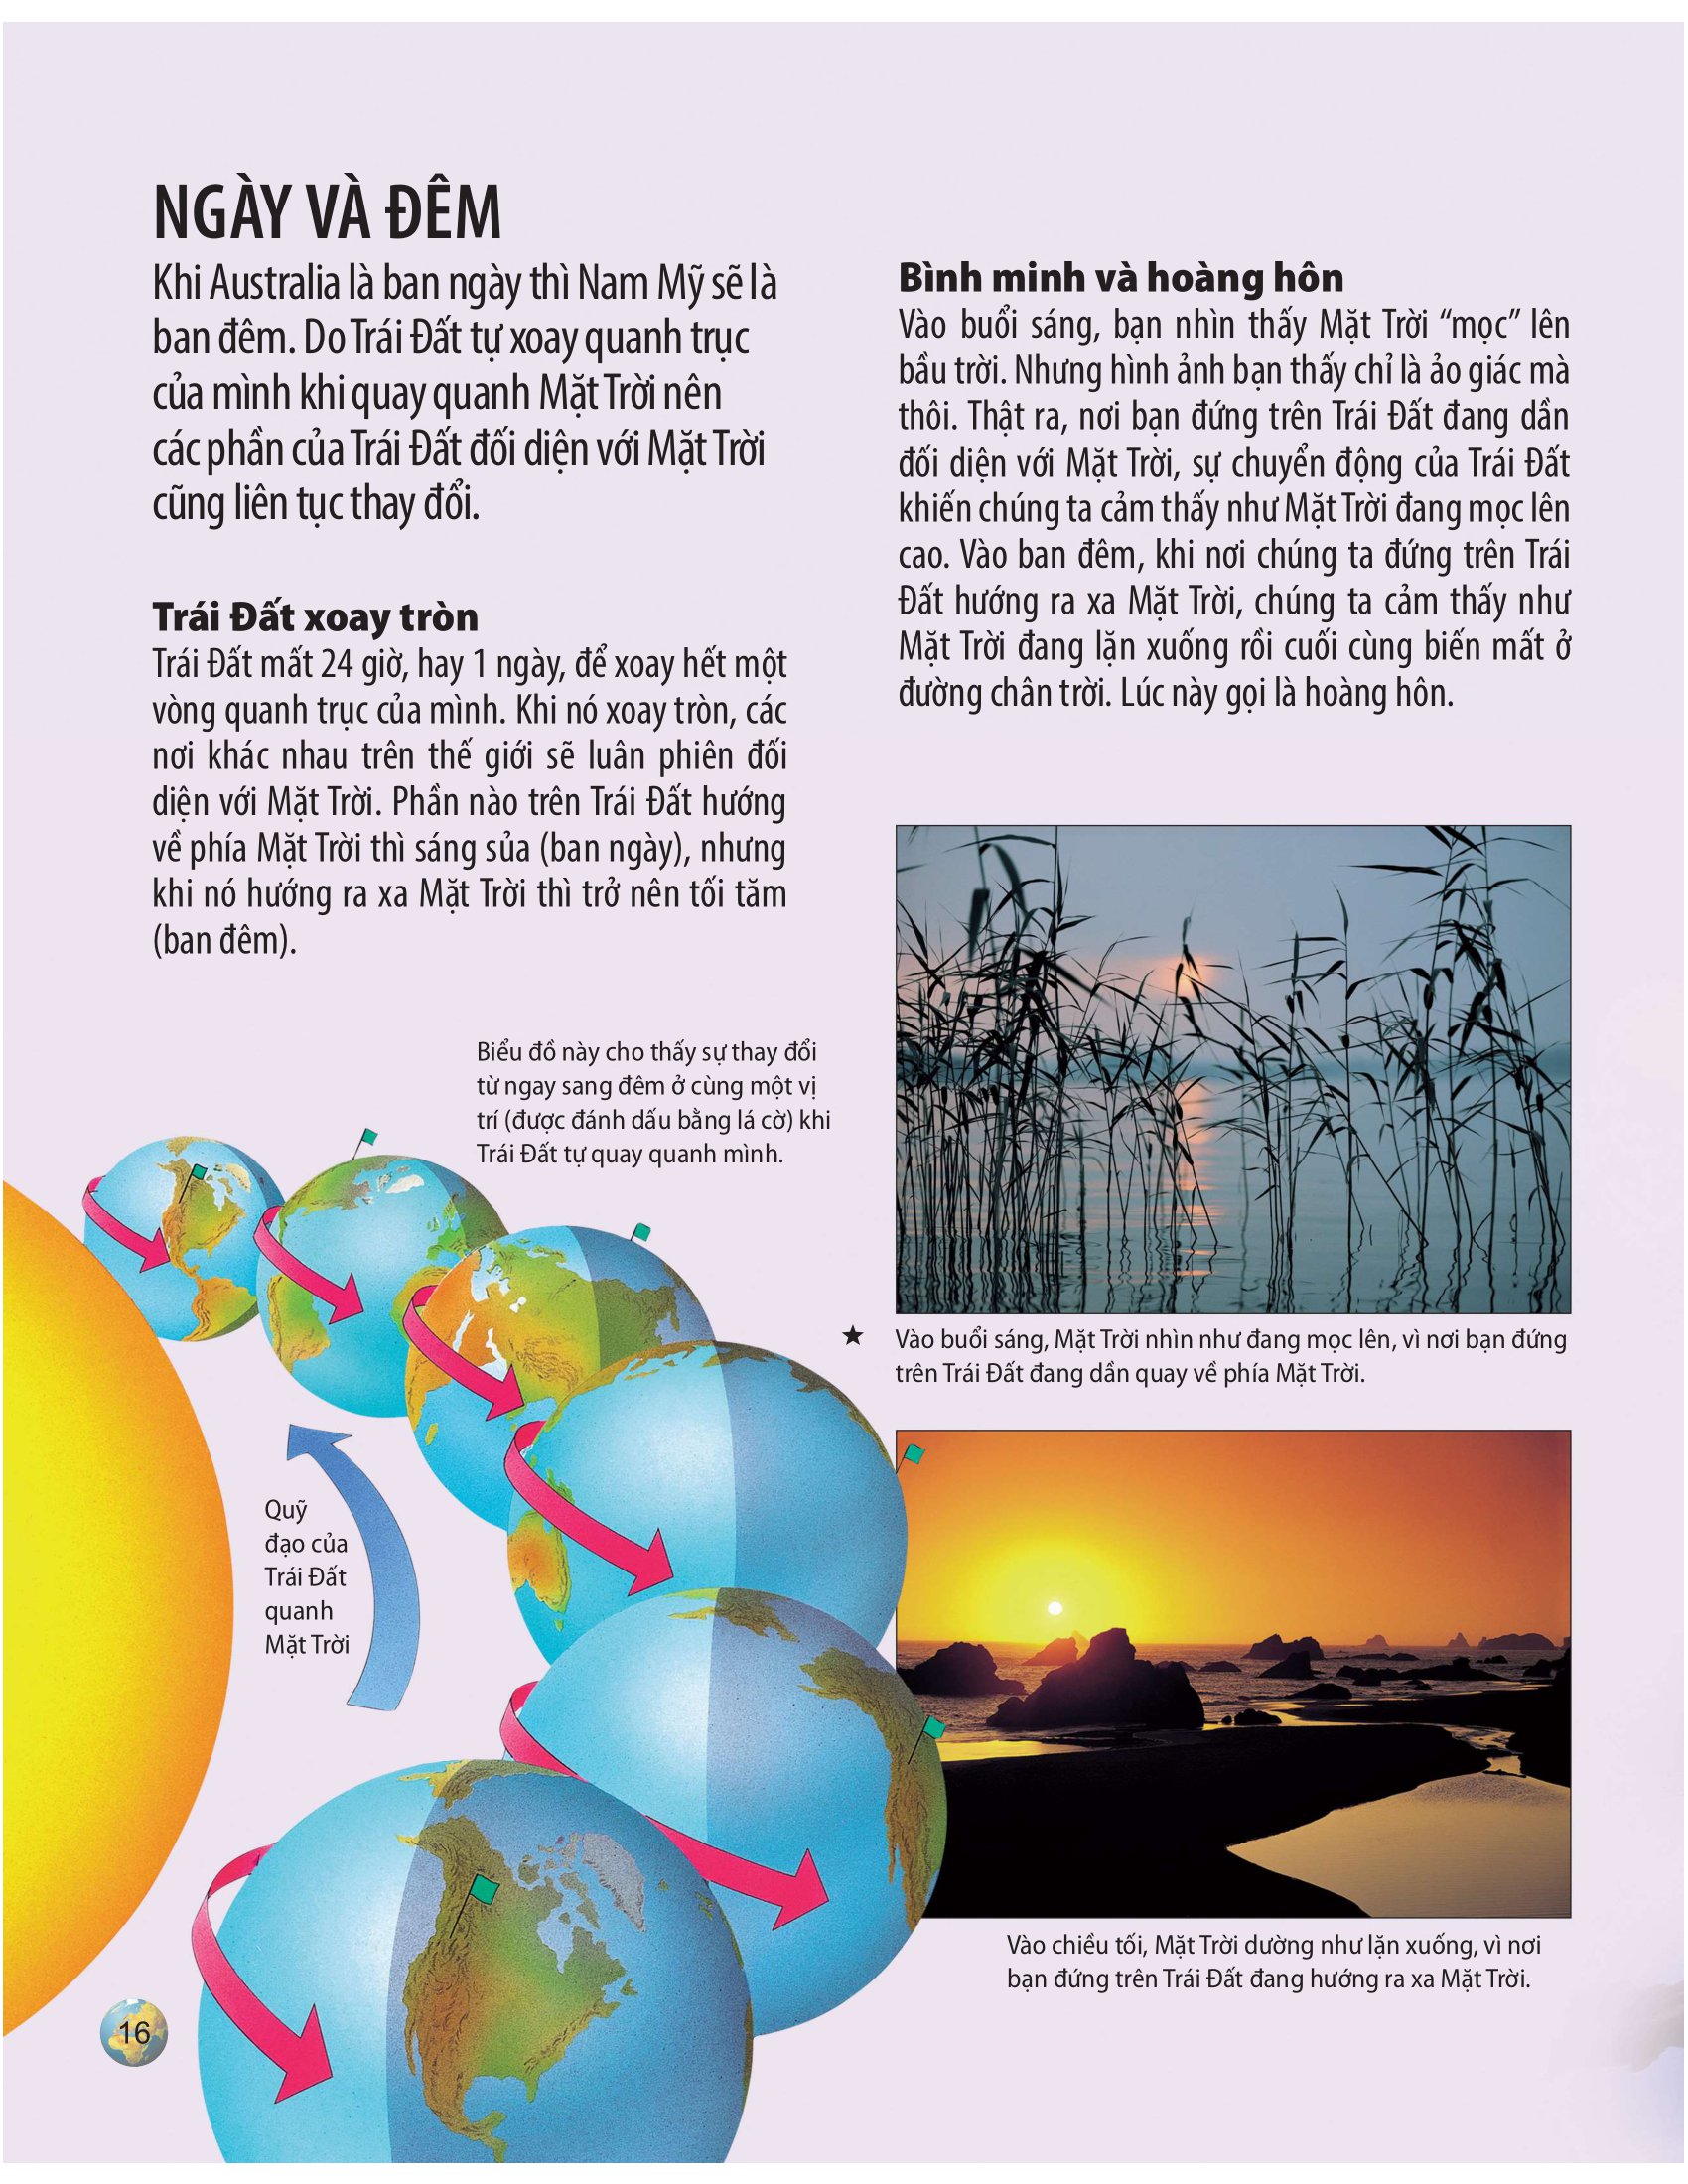 NGÀY VÀ ĐÊM
Khi Australia là ban ngày thì Nam Mỹ sẽ là
ban đêm. Do Trái Đất tự xoay quanh trục
của mình khi quay quanh Mặt Trời nên
các phần của Trái Đất đối diện với Mặt Trời
cũng liên tục thay đổi.
Trái Đất xoay tròn
Trái Đất mất 24 giờ, hay 1 ngày, để xoay hết một
vòng quanh trục của mình. Khi nó xoay tròn, các
nơi khác nhau trên thế giới sẽ luân phiên đối
diện với Mặt Trời. Phần nào trên Trái Đất hướng
về phía Mặt Trời thì sáng sủa (ban ngày), nhưng
khi nó hướng ra xa Mặt Trời thì trở nên tối tăm
(ban đêm).
Bình minh và hoàng hôn
Vào buổi sáng, bạn nhìn thấy Mặt Trời “mọc” lên
bầu trời. Nhưng hình ảnh bạn thấy chỉ là ảo giác mà
thôi. Thật ra, nơi bạn đứng trên Trái Đất đang dần
đối diện với Mặt Trời, sự chuyển động của Trái Đất
khiến chúng ta cảm thấy như Mặt Trời đang mọc lên
cao. Vào ban đêm, khi nơi chúng ta đứng trên Trái
Đất hướng ra xa Mặt Trời, chúng ta cảm thấy như
Mặt Trời đang lặn xuống rồi cuối cùng biến mất ở
đường chân trời. Lúc này gọi là hoàng hôn.
Biểu đồ này cho thấy sự thay đổi
từ ngay sang đêm ở cùng một vị
trí (được đánh dấu bằng lá cờ) khi
Trái Đất tự quay quanh mình.
★ Vào buổi sáng, Mặt Trời nhìn như đang mọc lên, vì nơi bạn đứng
trên Trái Đất đang dần quay về phía Mặt Trời.
Quỹ
đạo của
Trái Đất
quanh
Mặt Trời
Vào chiều tối, Mặt Trời dường như lặn xuống, vì nơi
bạn đứng trên Trái Đất đang hướng ra xa Mặt Trời.
16